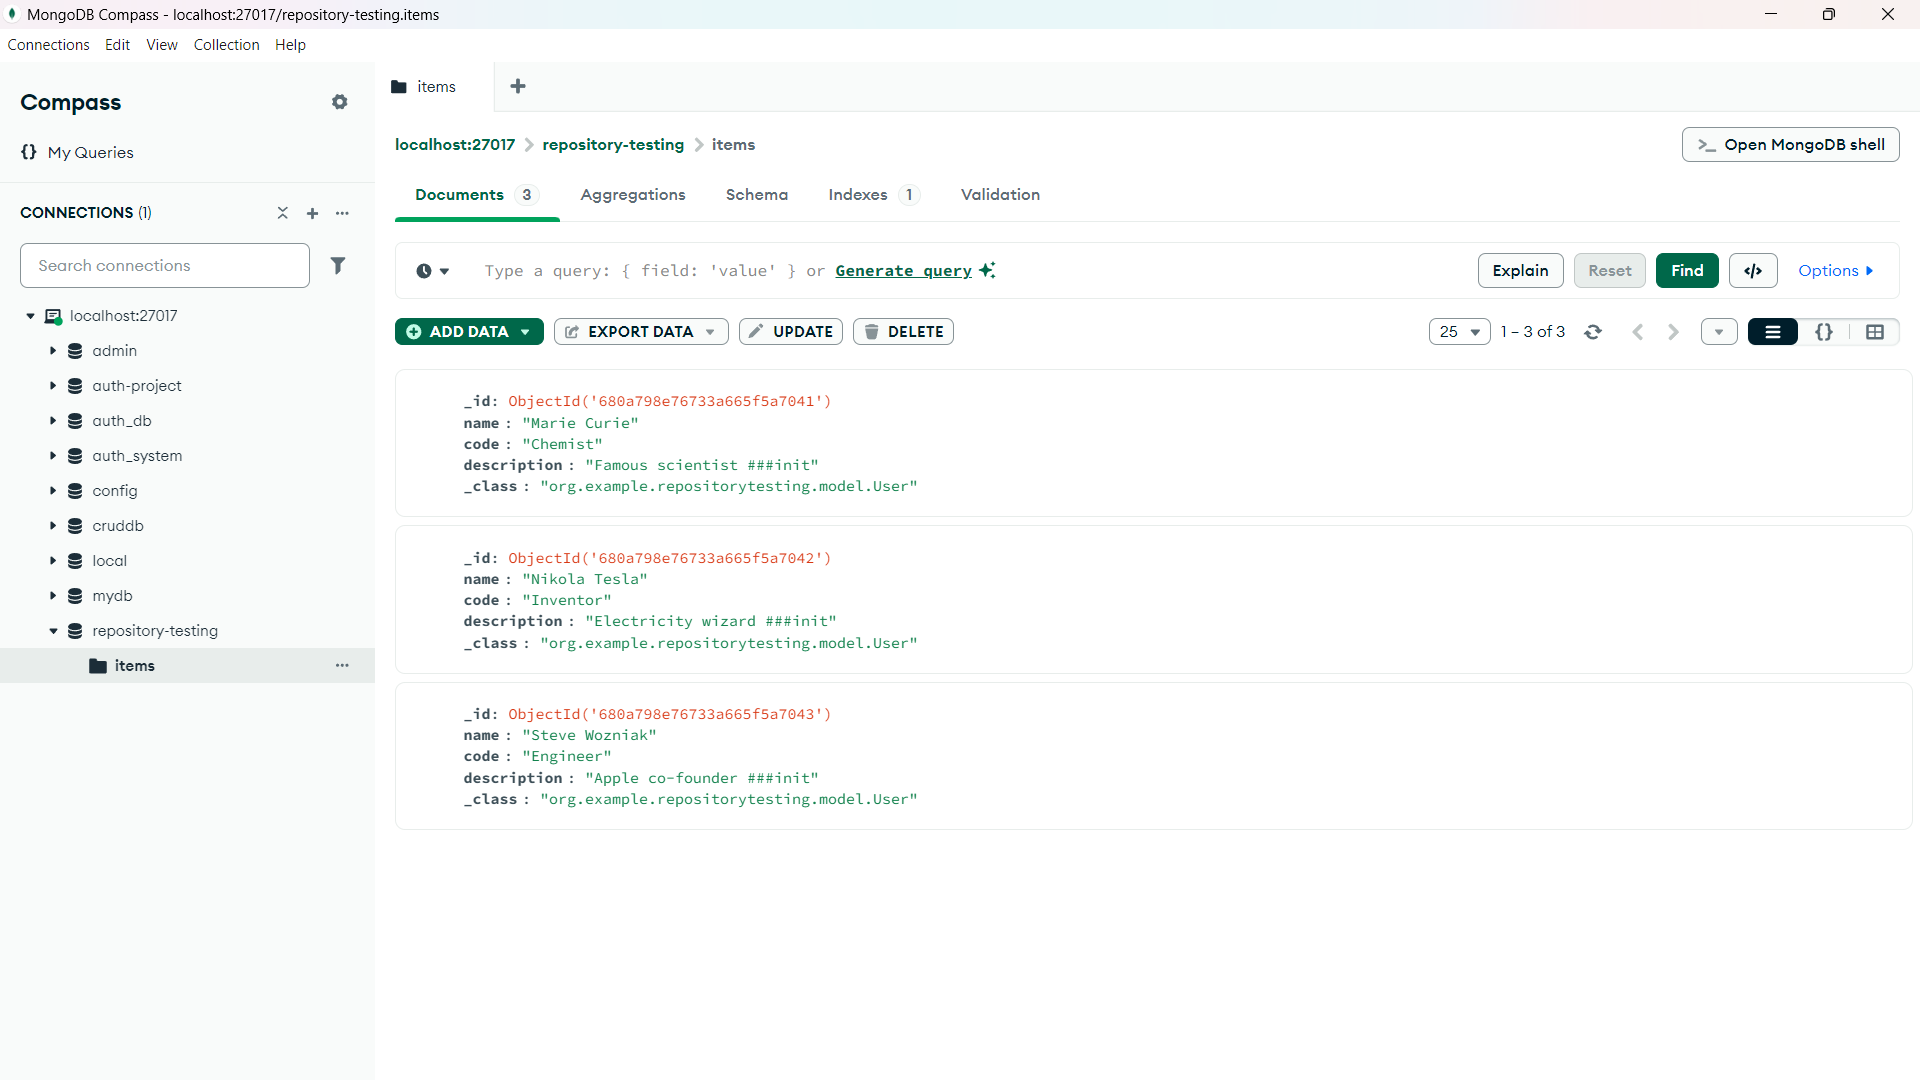 MongoDB Compass - localhost:27017/repository-testing.items
Connections Edit View Collection Help
Compass
{} My Queries
CONNECTIONS (1)
Search connections
localhost:27017
admin
auth-project
auth_db
auth_system
config
cruddb
local
mydb
repository-testing
items
items
localhost:27017 > repository-testing > items
>_ Open MongoDB shell
Documents 3 Aggregations Schema Indexes 1 Validation
Type a query: { field: 'value' } or Generate query
Explain Reset Find </> Options
ADD DATA EXPORT DATA UPDATE DELETE
25 1 – 3 of 3 {}
_id: ObjectId('680a798e76733a665f5a7041')
name : "Marie Curie"
code : "Chemist"
description : "Famous scientist ###init"
_class : "org.example.repositorytesting.model.User"
_id: ObjectId('680a798e76733a665f5a7042')
name : "Nikola Tesla"
code : "Inventor"
description : "Electricity wizard ###init"
_class : "org.example.repositorytesting.model.User"
_id: ObjectId('680a798e76733a665f5a7043')
name : "Steve Wozniak"
code : "Engineer"
description : "Apple co-founder ###init"
_class : "org.example.repositorytesting.model.User"